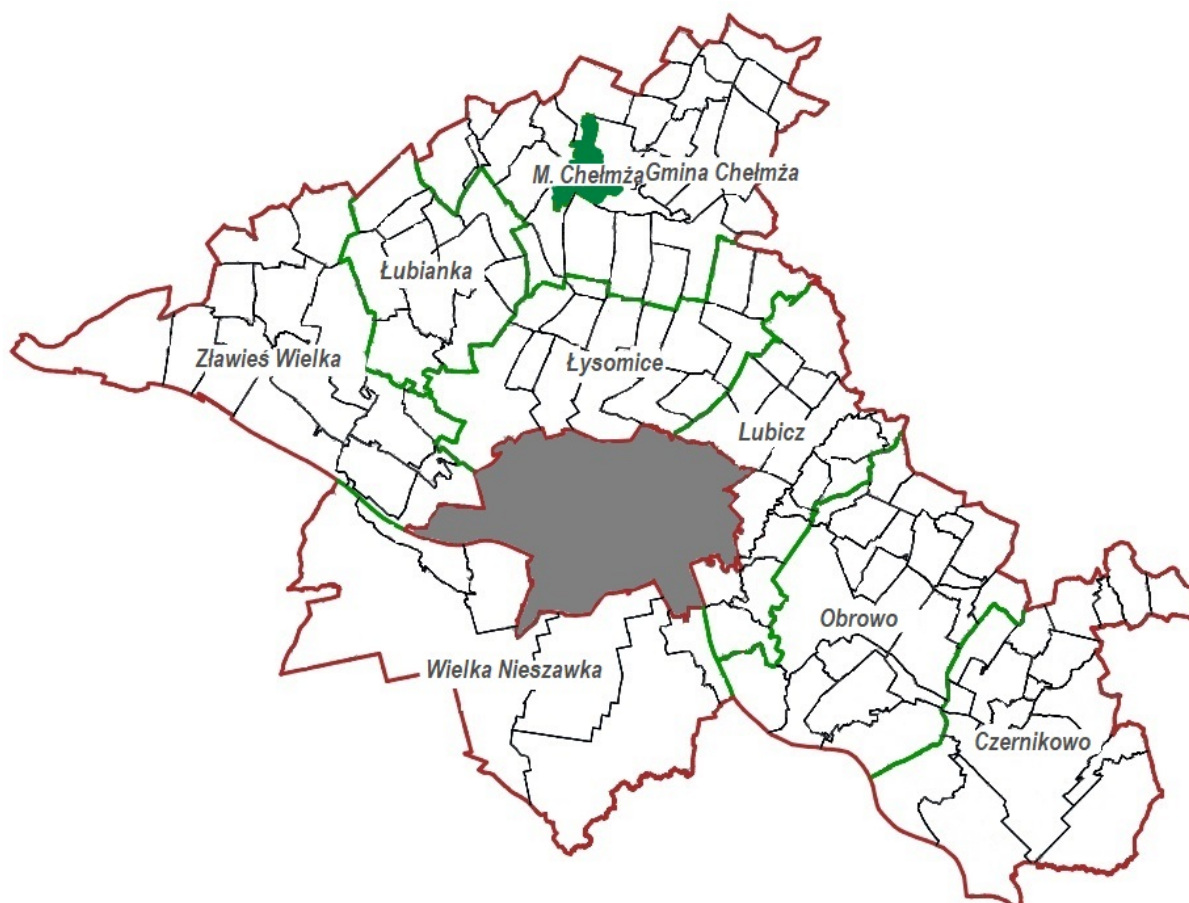 M. Chełmża
Gmina Chełmża
Łubianka
Zławieś Wielka
Łysomice
Lubicz
Obrowo
Wielka Nieszawka
Czernikowo